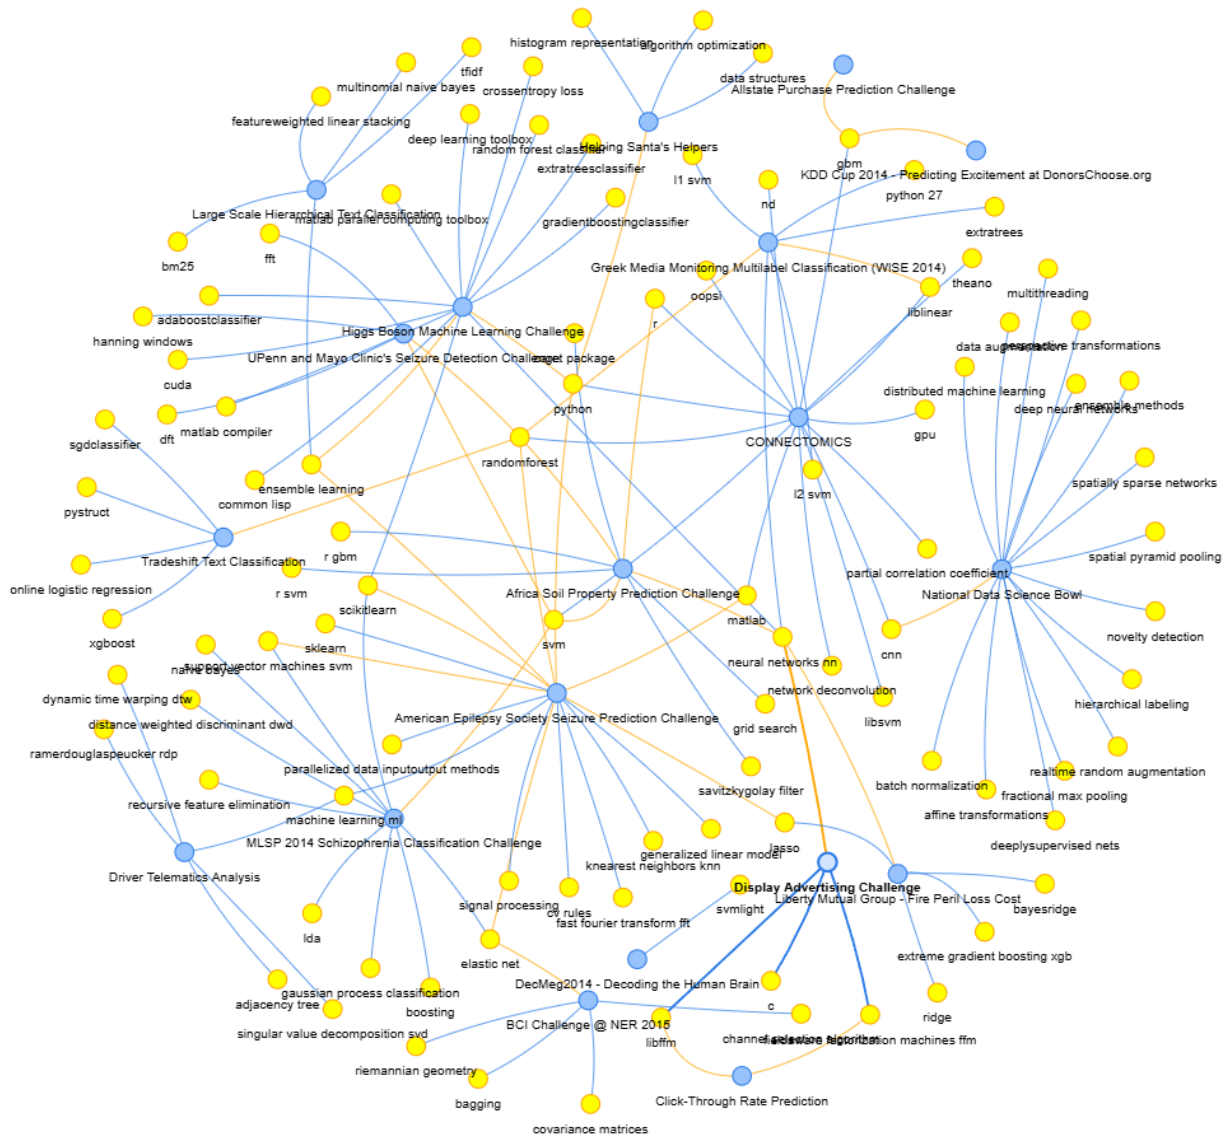 histogram representation
algorithm optimization
tfidf
data structures
multinomial naive bayes
crossentropy loss
Allstate Purchase Prediction Challenge
featureweighted linear stacking
deep learning toolbox
random forest classifier
Helping Santa's Helpers
extratreesclassifier
gbm
l1 svm
KDD Cup 2014 - Predicting Excitement at DonorsChoose.org
python 27
nd
Large Scale Hierarchical Text Classification
matlab parallel computing toolbox
gradientboostingclassifier
extratrees
fft
bm25
Greek Media Monitoring Multilabel Classification (WISE 2014)
theano
oopsi
multithreading
liblinear
r
adaboostclassifier
Higgs Boson Machine Learning Challenge
hanning windows
UPenn and Mayo Clinic's Seizure Detection Challenge
caret package
data augmentation
perspective transformations
cuda
distributed machine learning
python
deep neural networks
ensemble methods
dft
matlab compiler
gpu
CONNECTOMICS
sgdclassifier
randomforest
spatially sparse networks
ensemble learning
l2 svm
common lisp
pystruct
spatial pyramid pooling
r gbm
Tradeshift Text Classification
partial correlation coefficient
online logistic regression
r svm
Africa Soil Property Prediction Challenge
National Data Science Bowl
scikitlearn
matlab
novelty detection
xgboost
sklearn
svm
cnn
support vector machines svm
neural networks nn
naive bayes
network deconvolution
dynamic time warping dtw
hierarchical labeling
libsvm
distance weighted discriminant dwd
American Epilepsy Society Seizure Prediction Challenge
grid search
ramerdouglaspeucker rdp
parallelized data inputoutput methods
realtime random augmentation
savitzkygolay filter
batch normalization
recursive feature elimination
fractional max pooling
machine learning ml
affine transformations
MLSP 2014 Schizophrenia Classification Challenge
lasso
deeplysupervised nets
generalized linear model
knearest neighbors knn
Driver Telematics Analysis
Display Advertising Challenge
Liberty Mutual Group - Fire Peril Loss Cost
signal processing
svmlight
bayesridge
cv rules
fast fourier transform fft
lda
extreme gradient boosting xgb
elastic net
DecMeg2014 - Decoding the Human Brain
gaussian process classification
adjacency tree
c
boosting
ridge
BCI Challenge @ NER 2015
singular value decomposition svd
libffm
channel selection algorithm
fieldaware factorization machines ffm
riemannian geometry
Click-Through Rate Prediction
bagging
covariance matrices